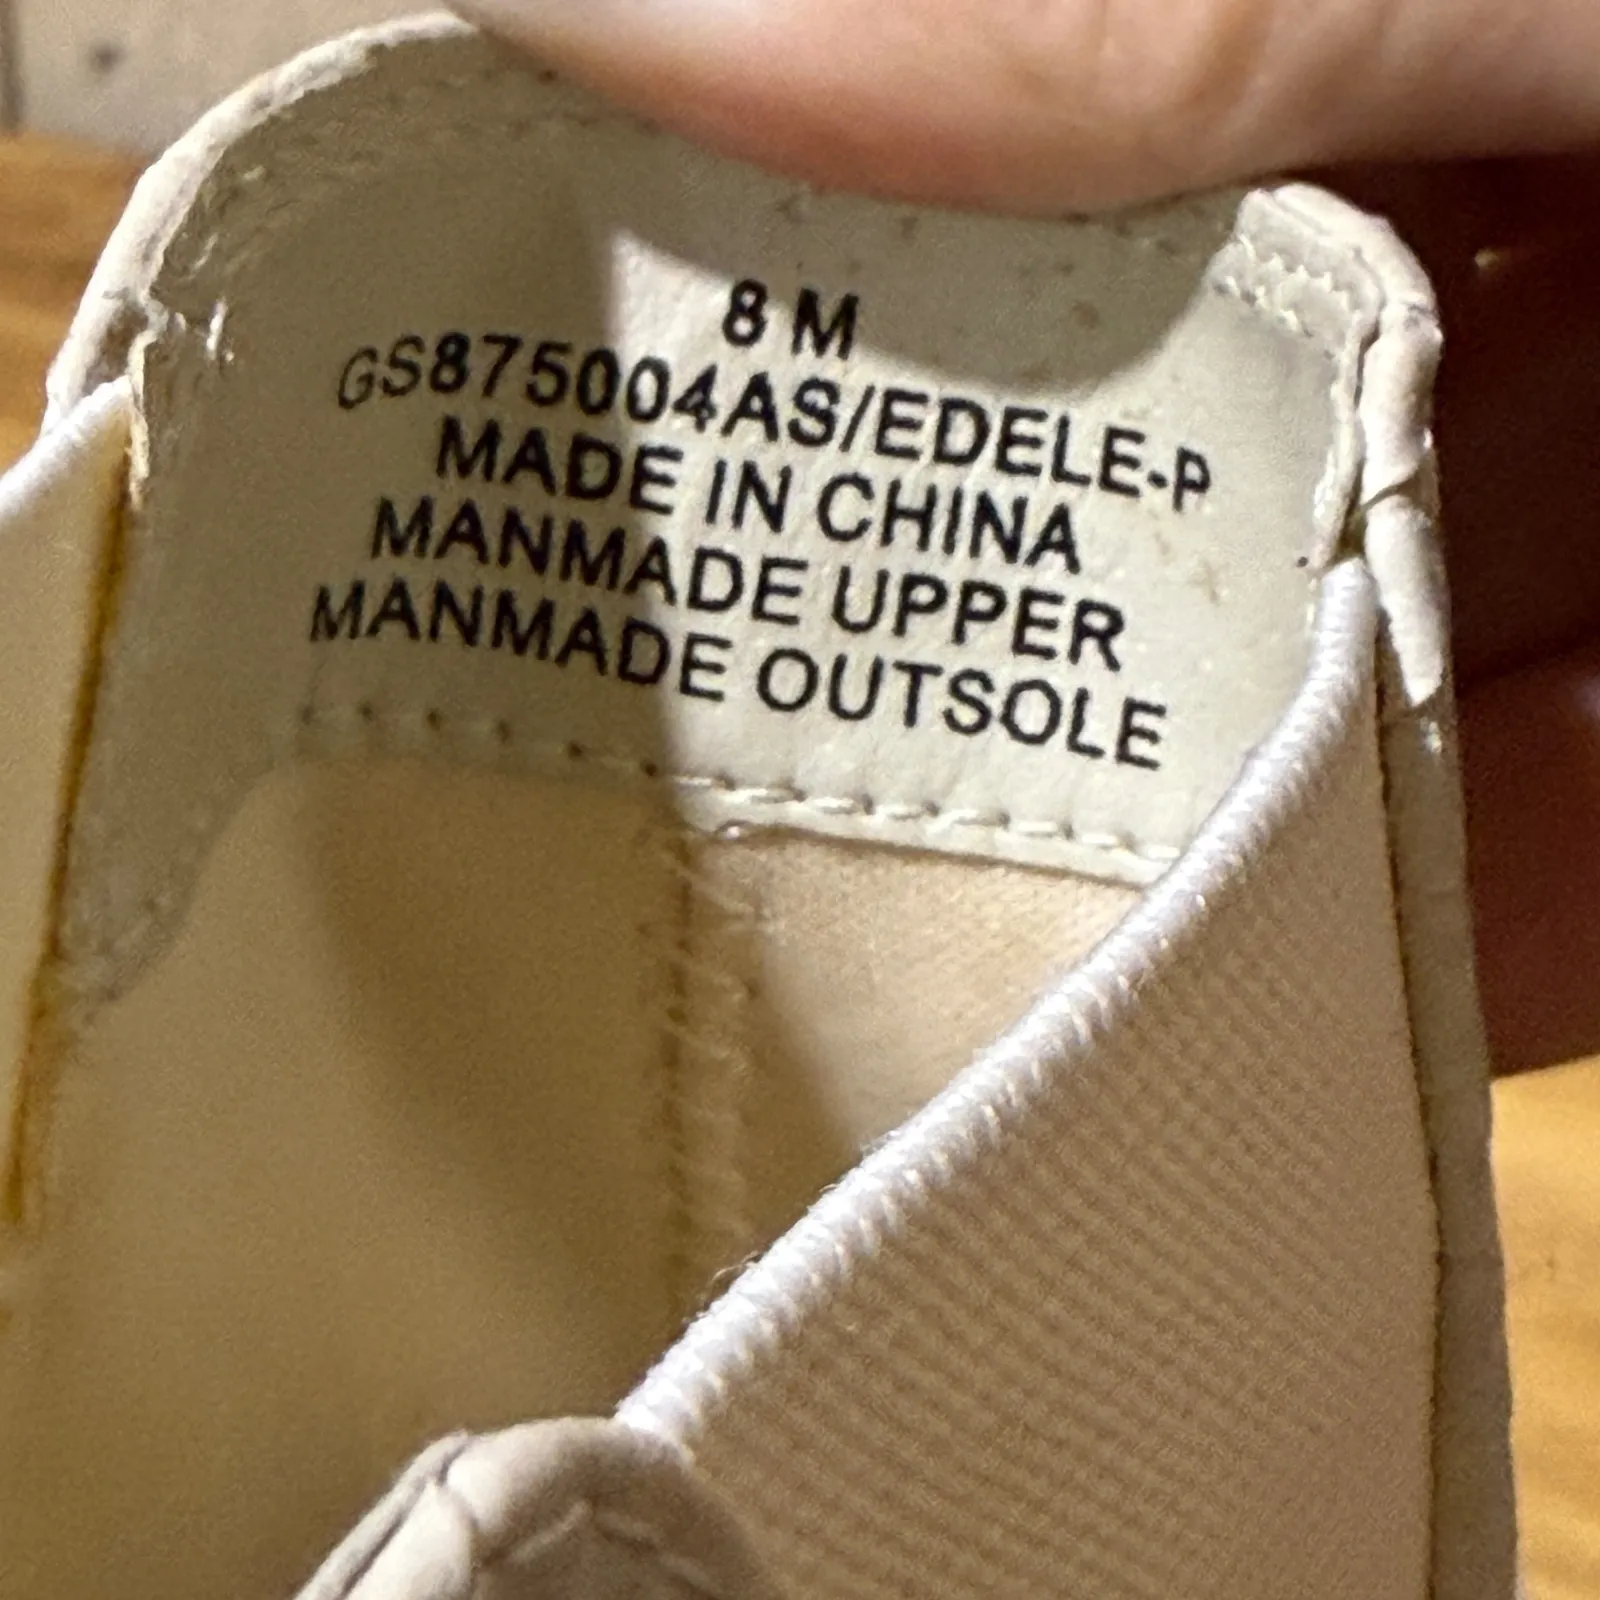 8 M
GS875004AS/EDELE-P
MADE IN CHINA
MANMADE UPPER
MANMADE OUTSOLE